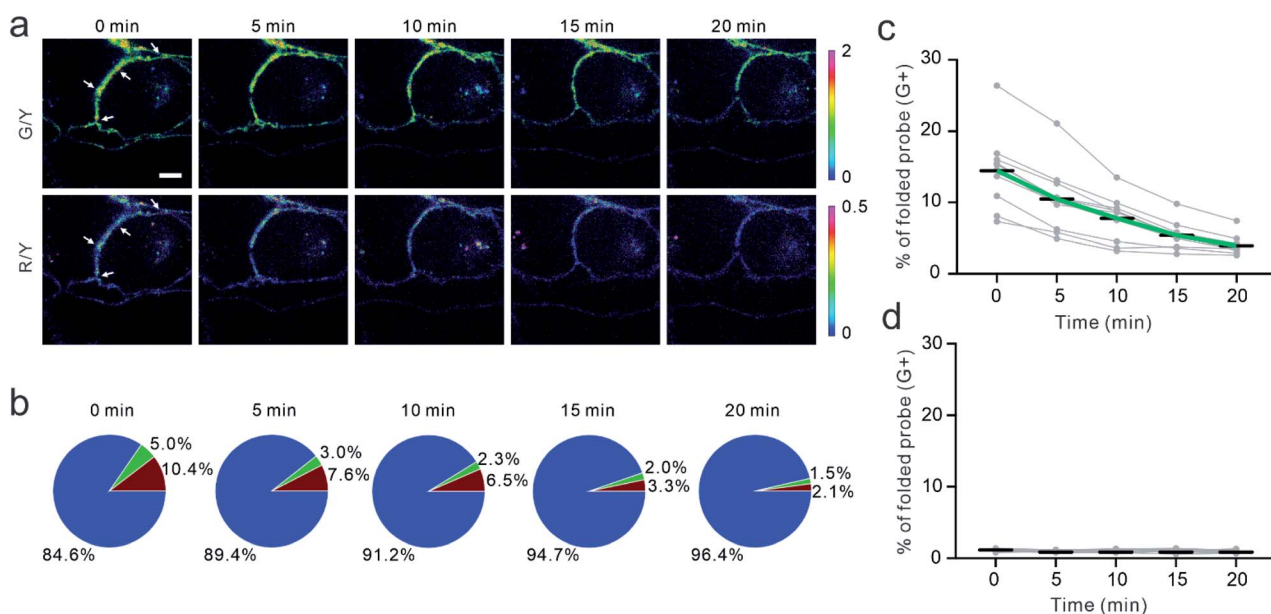 a
0 min 5 min 10 min 15 min 20 min
G/Y
2
0
R/Y
0.5
0
b
0 min 5 min 10 min 15 min 20 min
5.0% 3.0% 2.3% 2.0% 1.5%
10.4% 7.6% 6.5% 3.3% 2.1%
84.6% 89.4% 91.2% 94.7% 96.4%
c
% of folded probe (G+)
30
20
10
0
0 5 10 15 20
Time (min)
d
% of folded probe (G+)
30
20
10
0
0 5 10 15 20
Time (min)